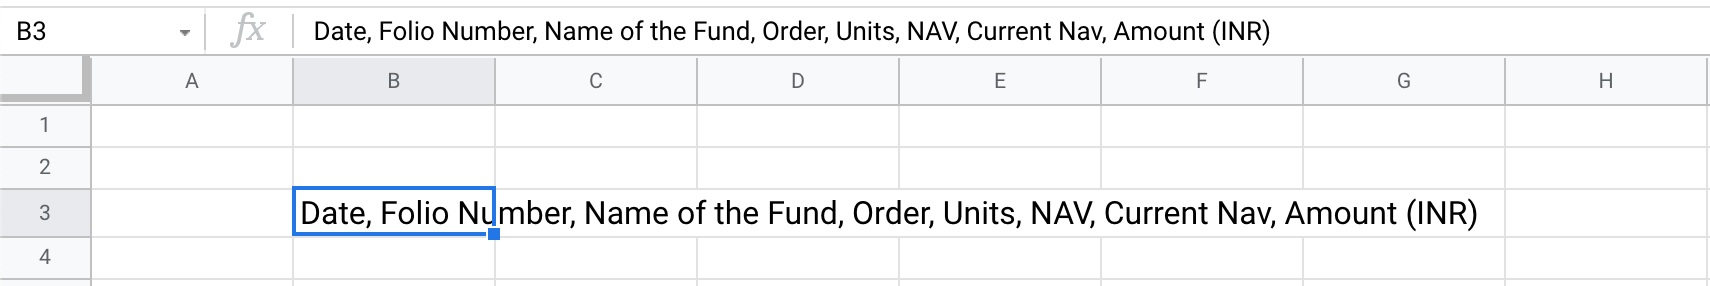 B3 fx Date, Folio Number, Name of the Fund, Order, Units, NAV, Current Nav, Amount (INR)
A B C D E F G H
1
2
3 Date, Folio Number, Name of the Fund, Order, Units, NAV, Current Nav, Amount (INR)
4